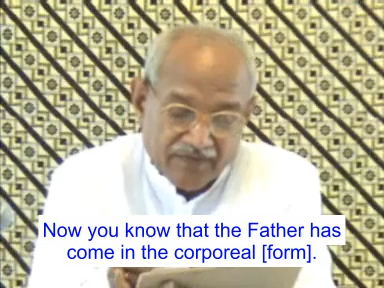 Now you know that the Father has
come in the corporeal [form].